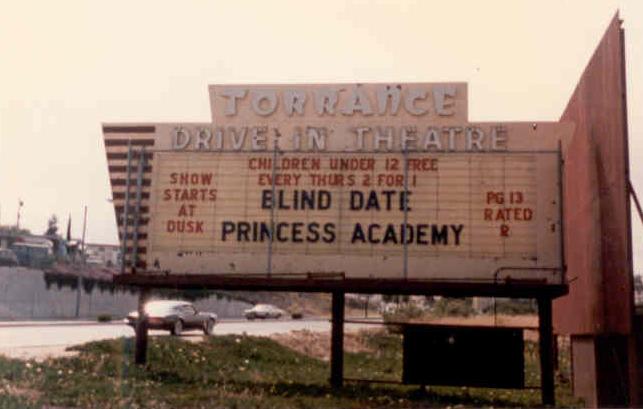 TORRANCE
DRIVE-IN THEATRE
CHILDREN UNDER 12 FREE
EVERY THURS 2 FOR 1
SHOW
STARTS
AT
DUSK
BLIND DATE
PRINCESS ACADEMY
PG 13
RATED
R